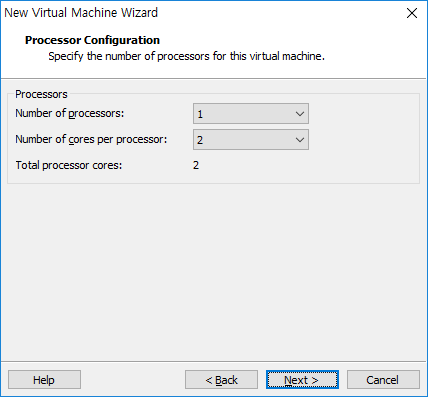 New Virtual Machine Wizard
Processor Configuration
Specify the number of processors for this virtual machine.
Processors
Number of processors: 1
Number of cores per processor: 2
Total processor cores: 2
Help < Back Next > Cancel